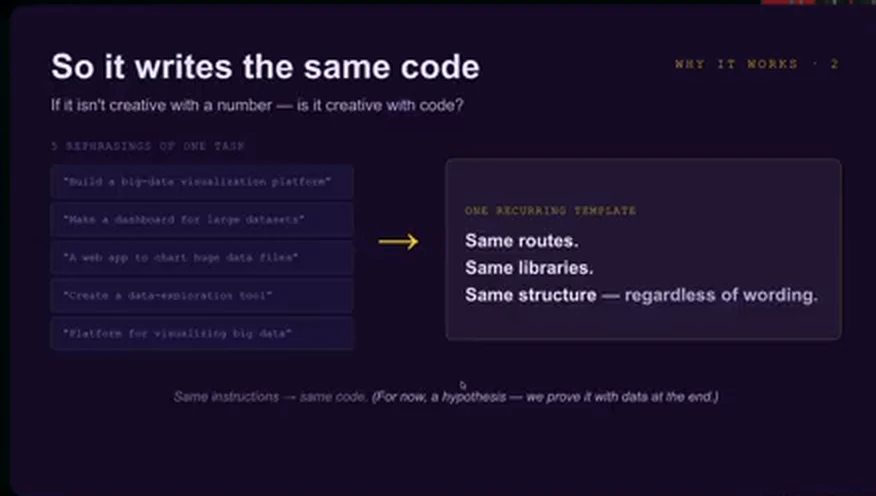 So it writes the same code
WHY IT WORKS · 2
If it isn't creative with a number — is it creative with code?
5 REPHRASINGS OF ONE TASK
"Build a big-data visualization platform"
"Make a dashboard for large datasets"
"A web app to chart huge data files"
"Create a data-exploration tool"
"Platform for visualizing big data"
→
ONE RECURRING TEMPLATE
Same routes.
Same libraries.
Same structure — regardless of wording.
Same instructions → same code. (For now, a hypothesis — we prove it with data at the end.)